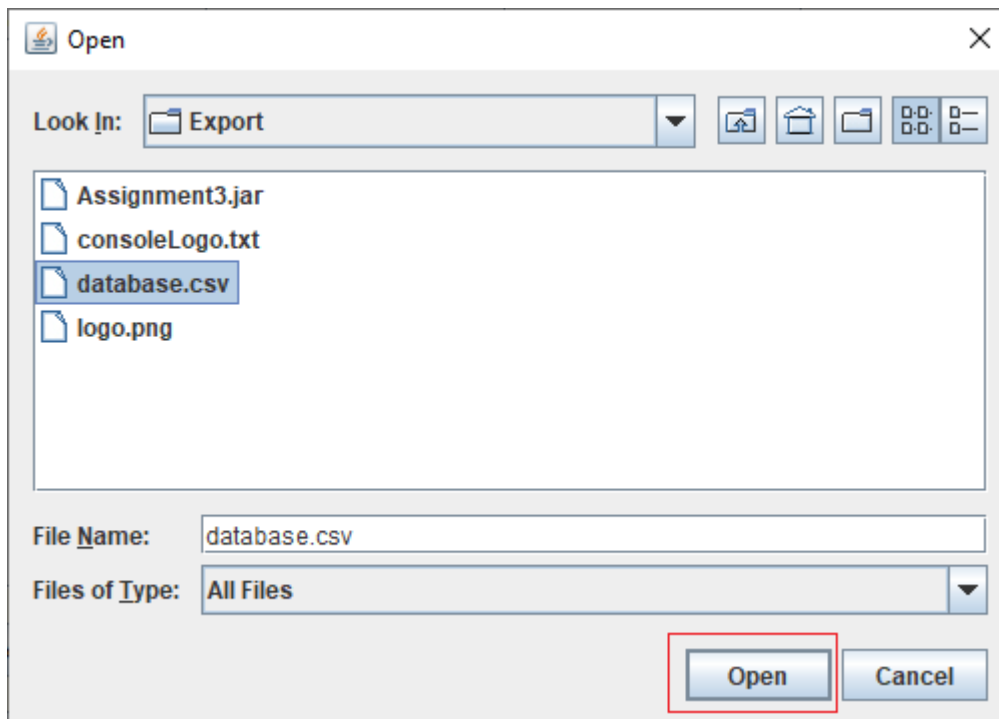 Open
Look In: Export
Assignment3.jar
consoleLogo.txt
database.csv
logo.png
File Name: database.csv
Files of Type: All Files
Open Cancel